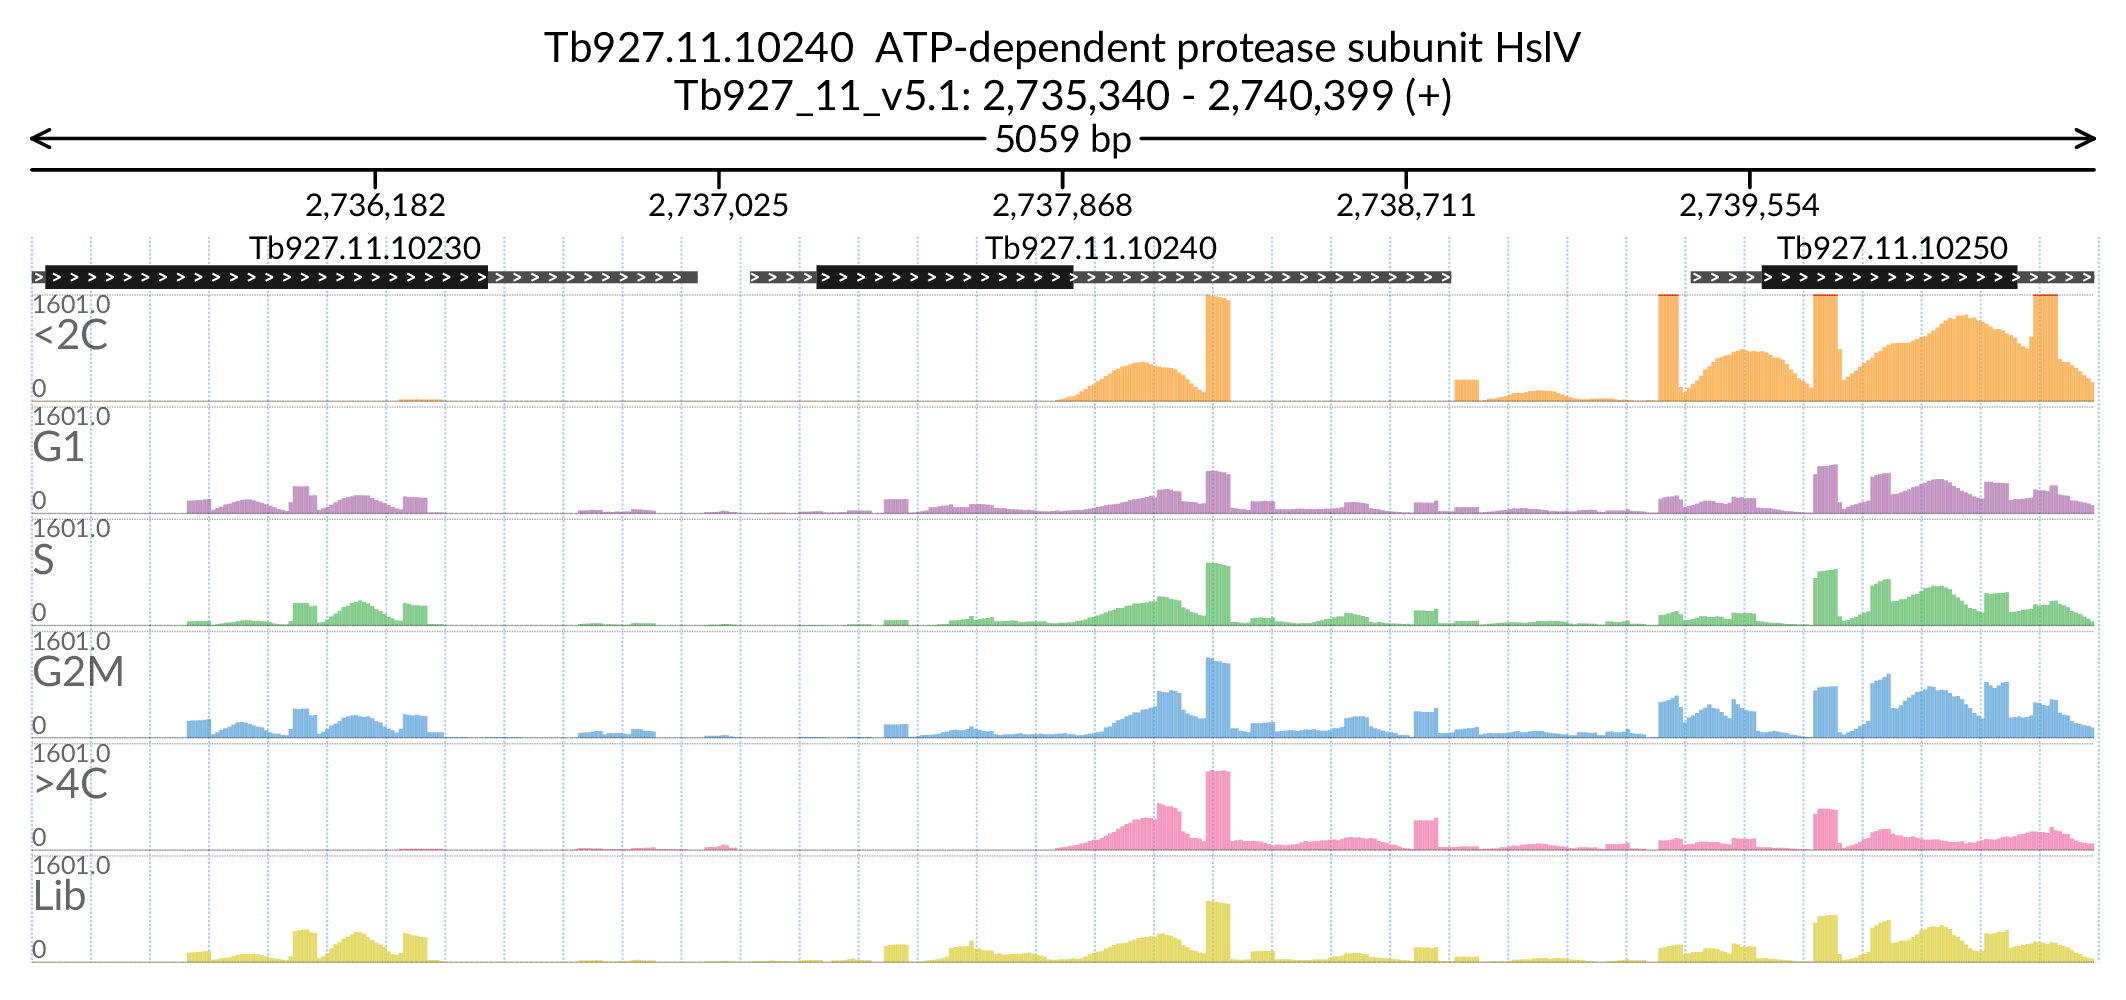 Tb927.11.10240  ATP-dependent protease subunit HslV
Tb927_11_v5.1: 2,735,340 - 2,740,399 (+)
5059 bp
2,736,182 2,737,025 2,737,868 2,738,711 2,739,554
Tb927.11.10230 Tb927.11.10240 Tb927.11.10250
1601.0
<2C
0
1601.0
G1
0
1601.0
S
0
1601.0
G2M
0
1601.0
>4C
0
1601.0
Lib
0